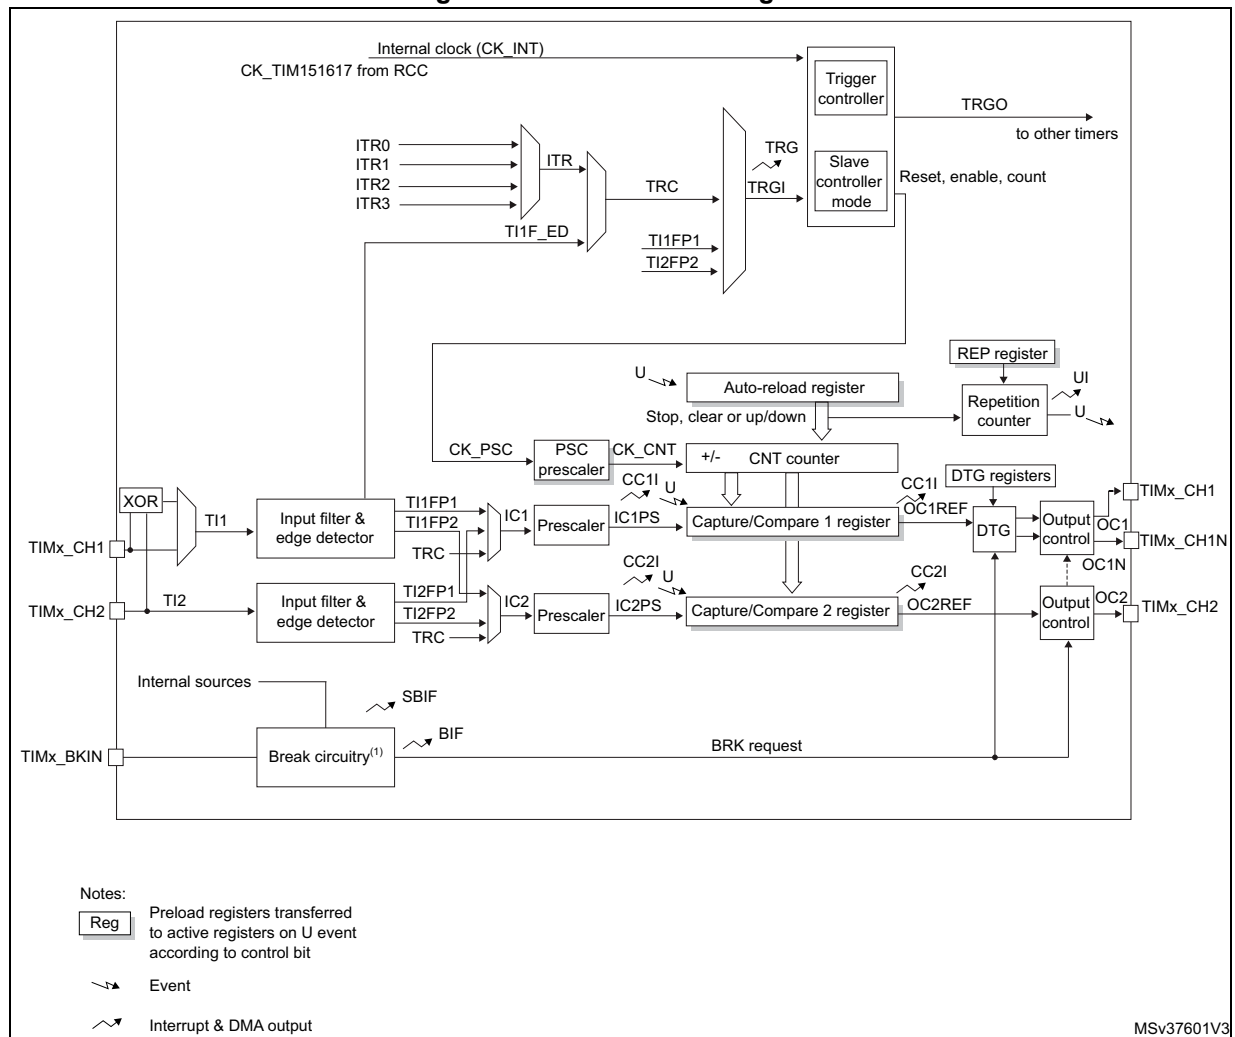 Internal clock (CK_INT)
CK_TIM151617 from RCC
Trigger
controller
TRGO
to other timers
ITR0
ITR1
ITR2
ITR3
ITR
TRC
TRG
TRGI
Slave
controller
mode
Reset, enable, count
TI1F_ED
TI1FP1
TI2FP2
REP register
U
Auto-reload register
UI
Repetition
counter
U
Stop, clear or up/down
CK_PSC
PSC
prescaler
CK_CNT
+/-
CNT counter
DTG registers
XOR
TI1
Input filter &
edge detector
TI1FP1
TI1FP2
TRC
IC1
Prescaler
IC1PS
CC1I
U
Capture/Compare 1 register
CC1I
OC1REF
DTG
Output
control
OC1
TIMx_CH1
TIMx_CH1N
OC1N
TIMx_CH1
TIMx_CH2
TI2
Input filter &
edge detector
TI2FP1
TI2FP2
TRC
IC2
Prescaler
IC2PS
CC2I
U
Capture/Compare 2 register
CC2I
OC2REF
Output
control
OC2
TIMx_CH2
Internal sources
SBIF
BIF
TIMx_BKIN
Break circuitry(1)
BRK request
Notes:
Reg
Preload registers transferred
to active registers on U event
according to control bit
Event
Interrupt & DMA output
MSv37601V3